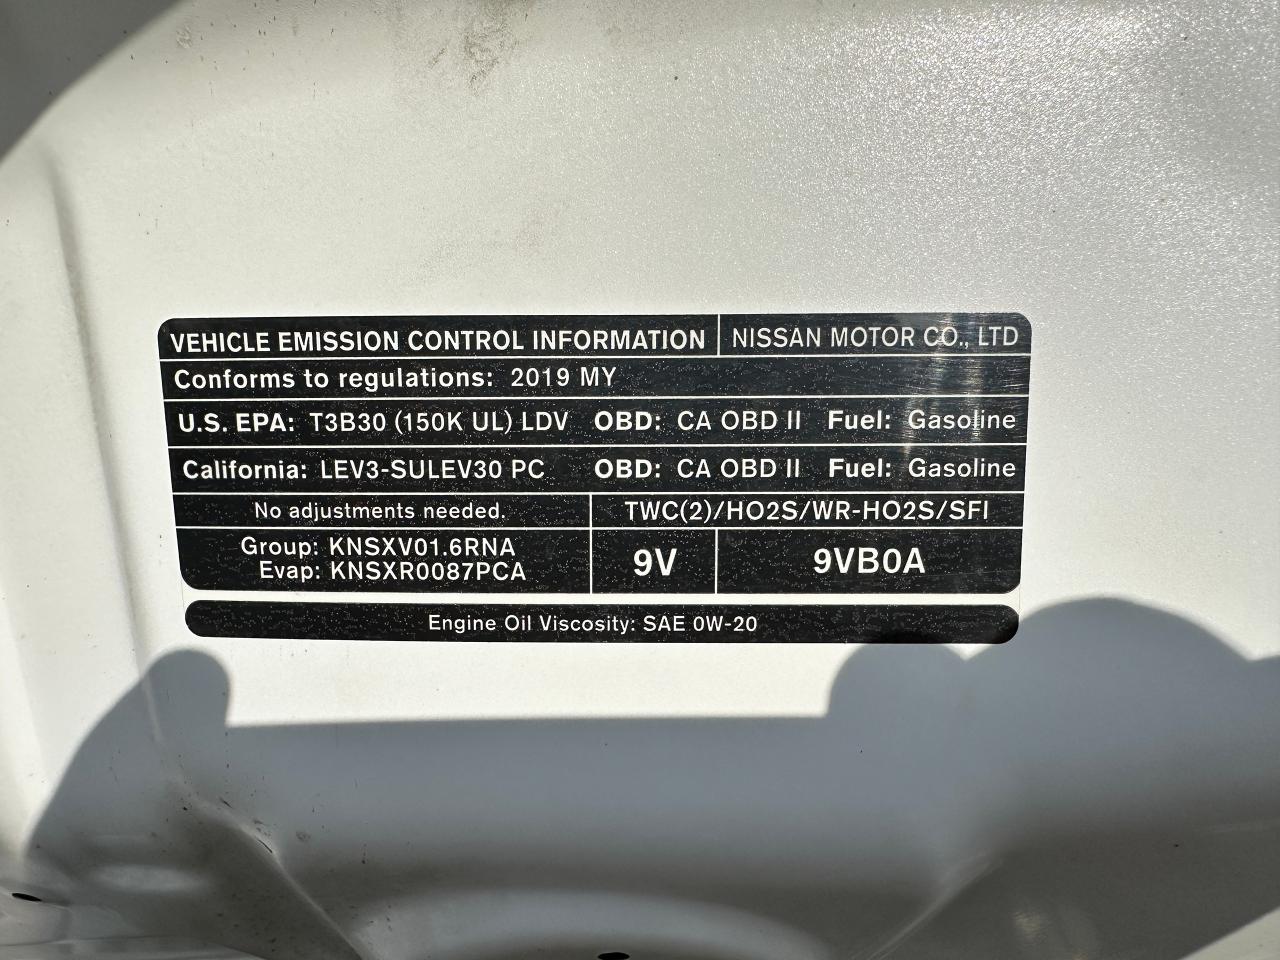 VEHICLE EMISSION CONTROL INFORMATION NISSAN MOTOR CO., LTD
Conforms to regulations: 2019 MY
U.S. EPA: T3B30 (150K UL) LDV OBD: CA OBD II Fuel: Gasoline
California: LEV3-SULEV30 PC OBD: CA OBD II Fuel: Gasoline
No adjustments needed. TWC(2)/HO2S/WR-HO2S/SFI
Group: KNSXV01.6RNA
Evap: KNSXR0087PCA
9V 9VB0A
Engine Oil Viscosity: SAE 0W-20